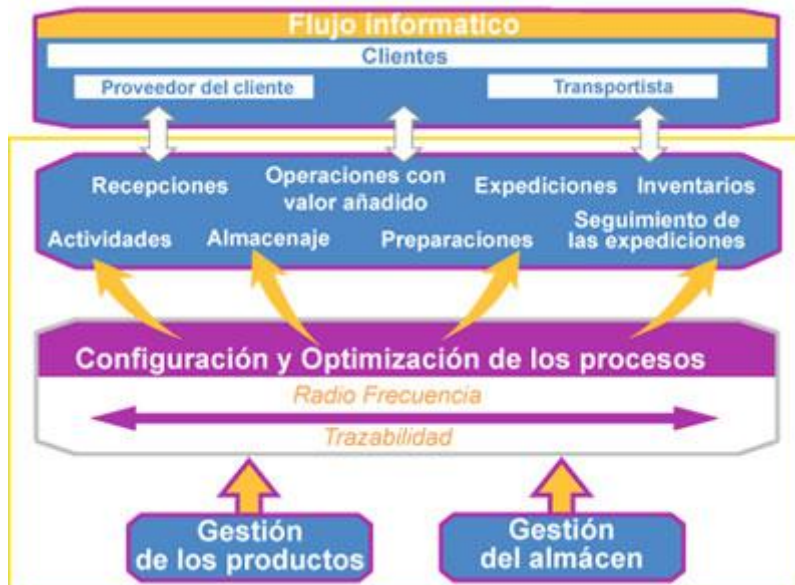 Flujo informatico
Clientes
Proveedor del cliente
Transportista
Recepciones
Operaciones con
valor añadido
Expediciones
Inventarios
Actividades
Almacenaje
Preparaciones
Seguimiento de
las expediciones
Configuración y Optimización de los procesos
Radio Frecuencia
Trazabilidad
Gestión
de los productos
Gestión
del almácen